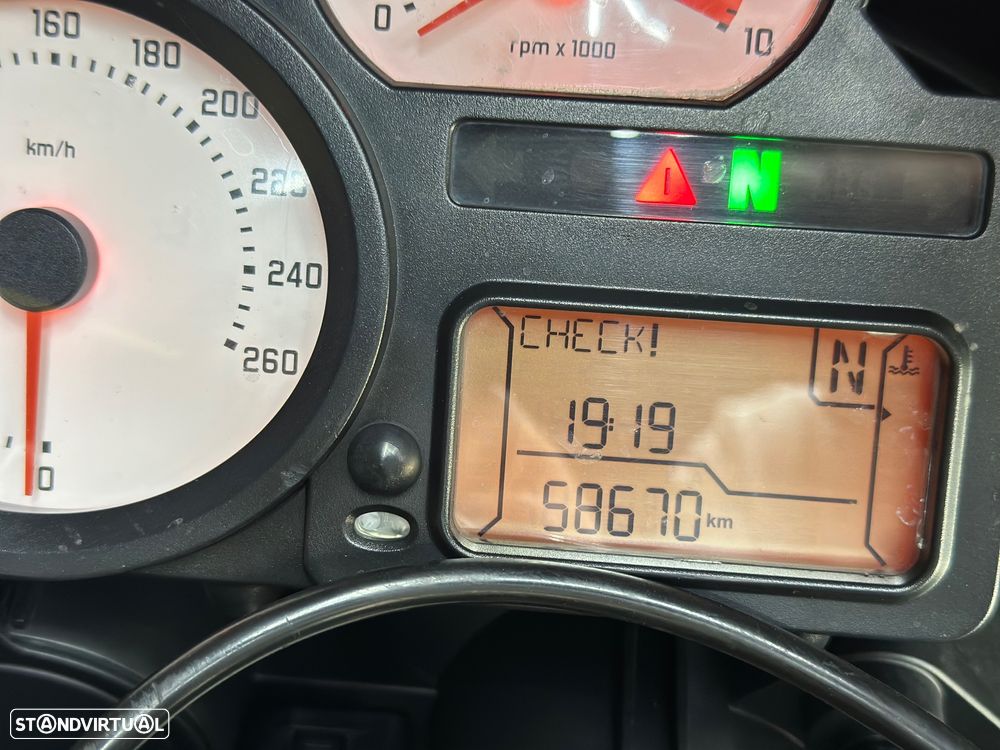 160
180
200
220
240
260
0
km/h
0
10
rpm x 1000
N
CHECK!
N
19:19
58670 km
STANDVIRTUAL